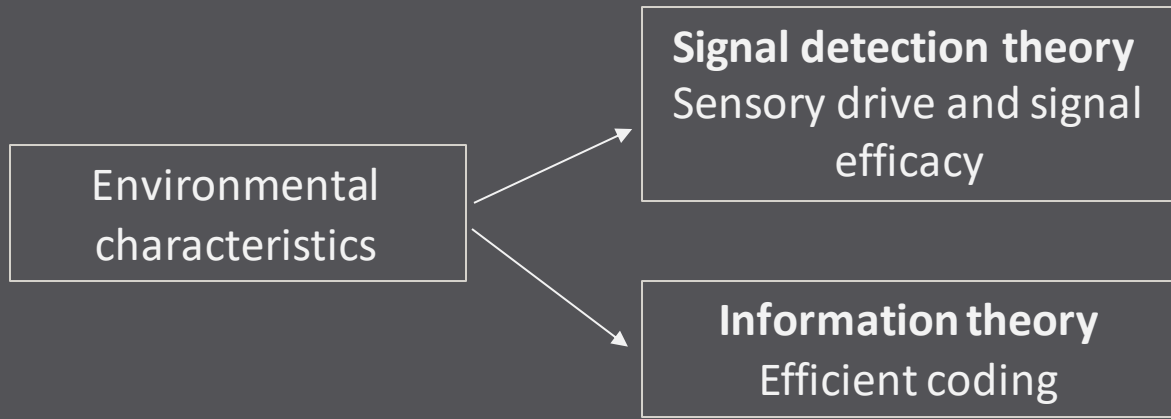 Signal detection theory
Sensory drive and signal
efficacy
Environmental
characteristics
Information theory
Efficient coding